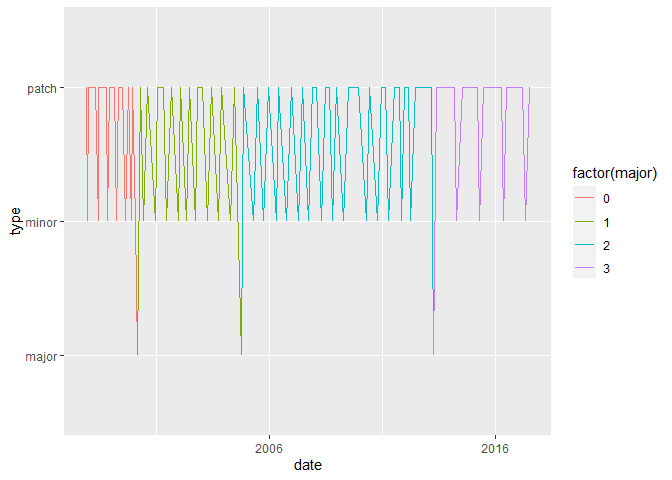 patch
minor
major
type
2006
2016
date
factor(major)
0
1
2
3